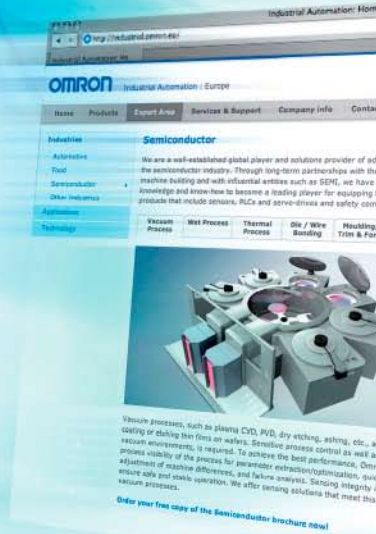 Industrial Automation: Hom
http://industrial.omron.eu/
Industrial Automation: Ho
OMRON Industrial Automation | Europe
Home Products Expert Area Services & Support Company info Conta
Industries
Automotive
Food
Semiconductor
Other Industries
Applications
Technology
Semiconductor
We are a well-established global player and solutions provider of ad
the semiconductor industry. Through long-term partnerships with th
machine building and with influential entities such as SEMI, we have
knowledge and know-how to become a leading player for equipping
products that include sensors, PLCs and servo-drives and safety com
Vacuum Process
Wet Process
Thermal Process
Die / Wire Bonding
Moulding, Trim & For
Vacuum processes, such as plasma CVD, PVD, dry etching, ashing, etc., a
coating or etching thin films on wafers. Sensitive process control as well a
vacuum environments, is required. To achieve the best performance, Omr
process visibility of the process for parameter extraction/optimization, quic
adjustment of machine differences, and failure analysis. Sensing integrity
ensure safe and stable operation. We offer sensing solutions that meet this
vacuum processes.
Order your free copy of the Semiconductor brochure now!